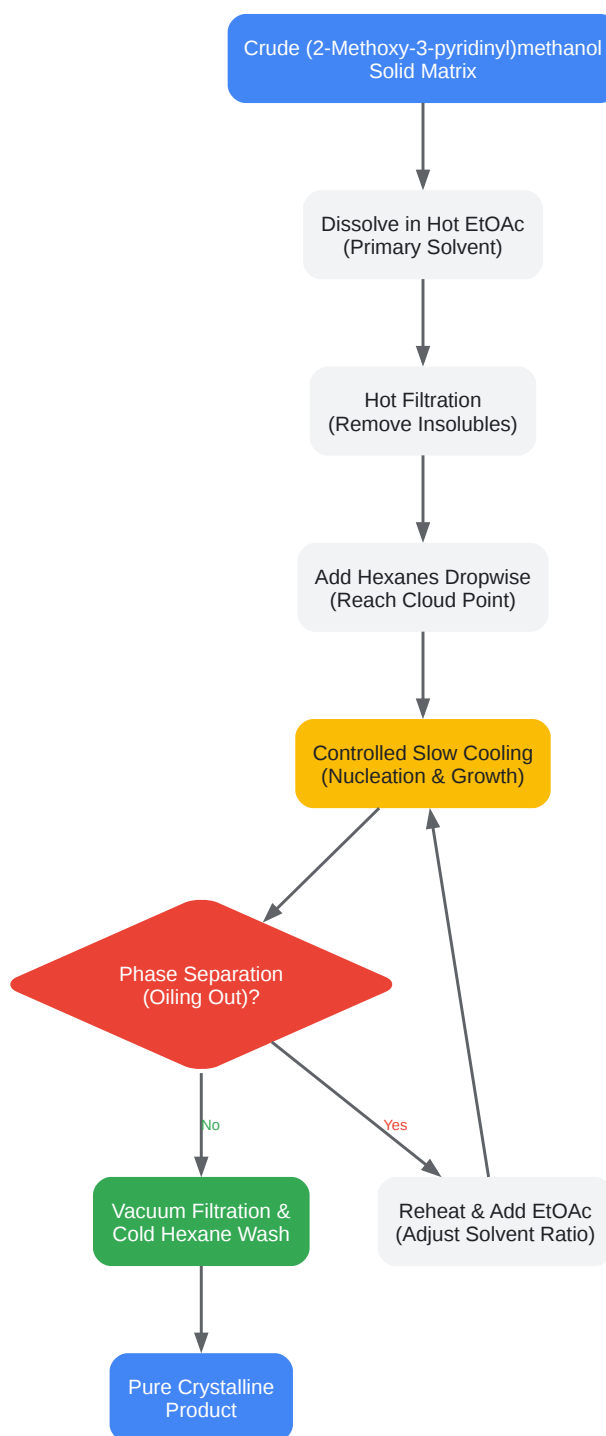 Crude (2-Methoxy-3-pyridinyl)methanol
Solid Matrix
Dissolve in Hot EtOAc
(Primary Solvent)
Hot Filtration
(Remove Insolubles)
Add Hexanes Dropwise
(Reach Cloud Point)
Controlled Slow Cooling
(Nucleation & Growth)
Phase Separation
(Oiling Out)?
No
Yes
Vacuum Filtration &
Cold Hexane Wash
Reheat & Add EtOAc
(Adjust Solvent Ratio)
Pure Crystalline
Product